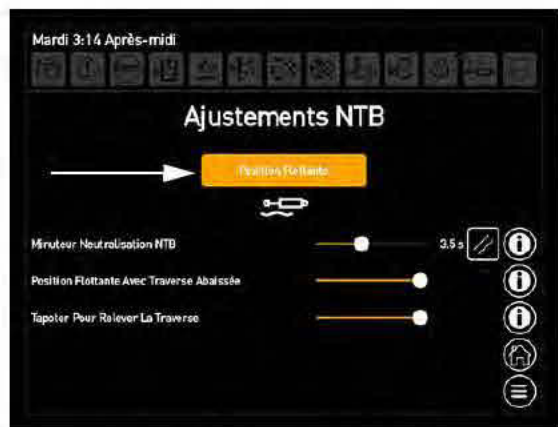 Mardi 3:14 Après-midi
Ajustements NTB
Position Flottante
Minuteur Neutralisation NTB
3.5 s
Position Flottante Avec Traverse Abaissée
Tapoter Pour Relever La Traverse